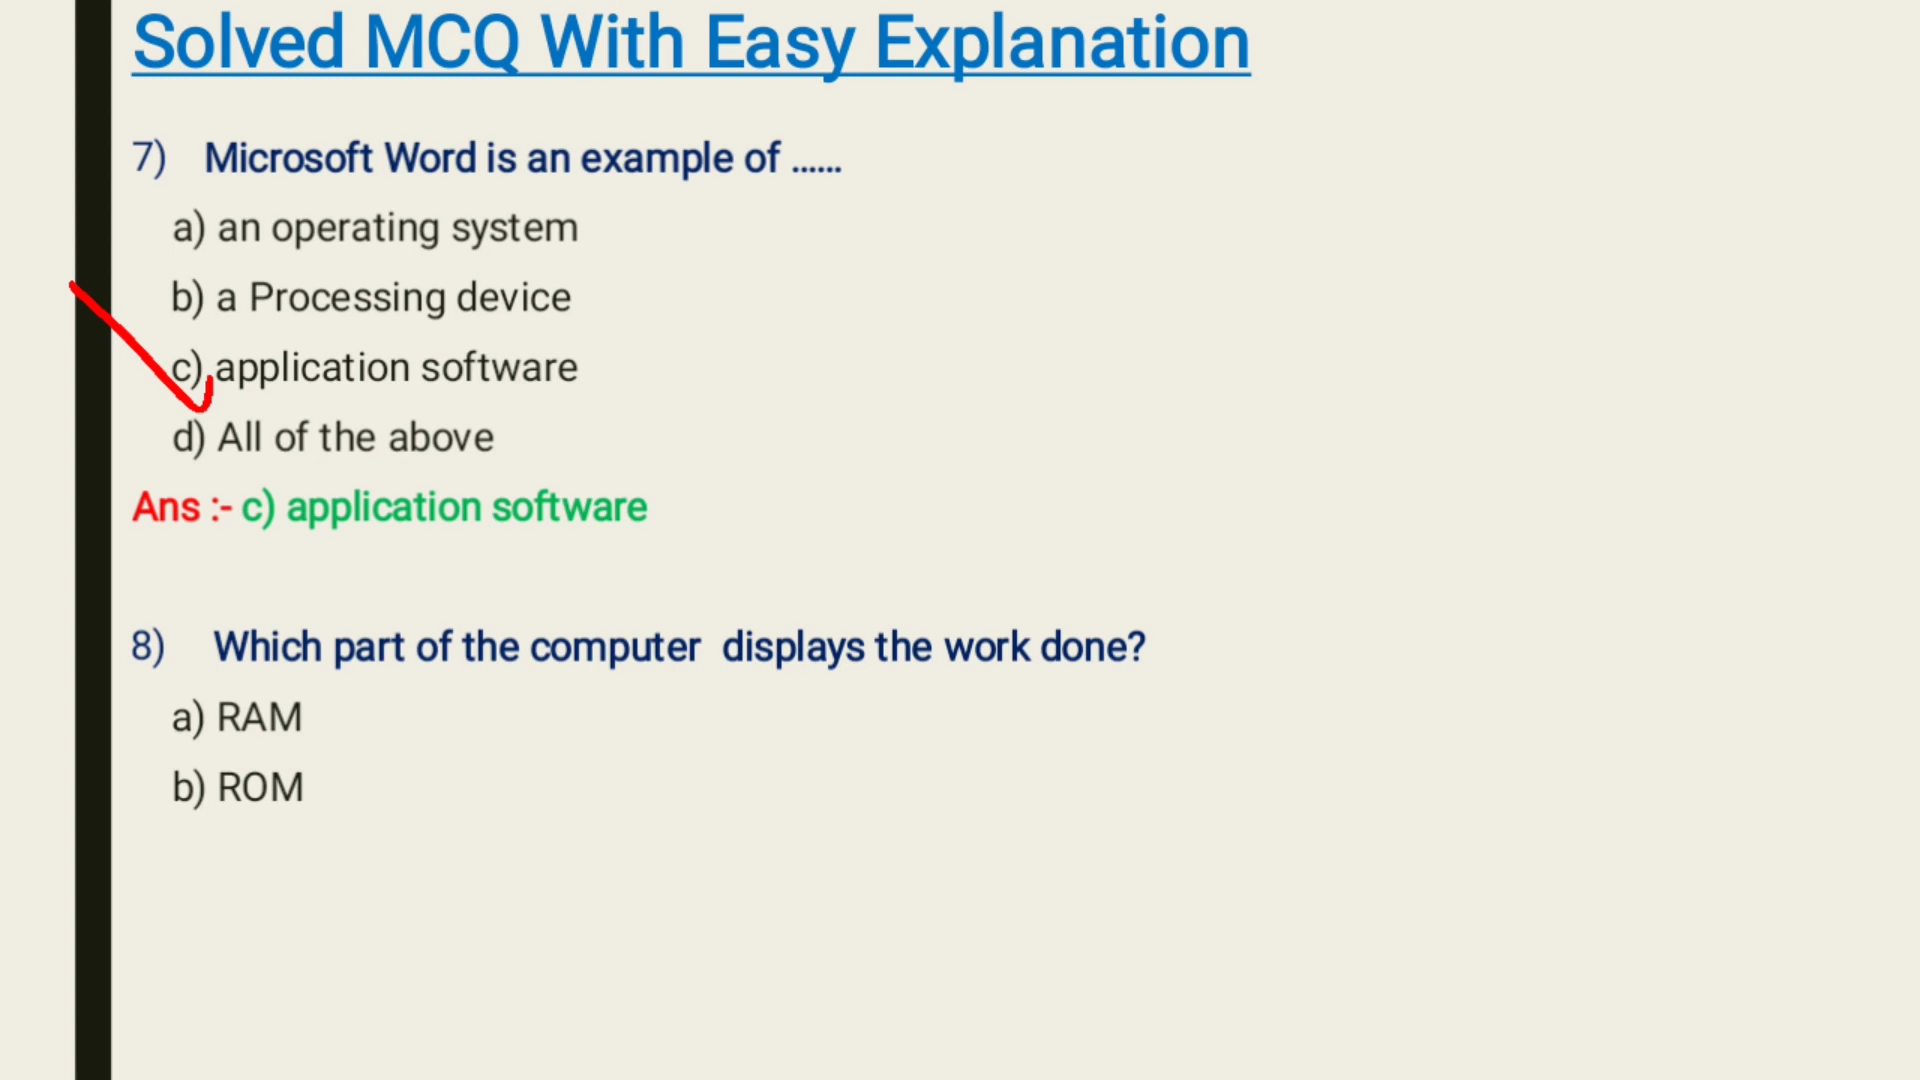 Solved MCQ With Easy Explanation
7) Microsoft Word is an example of ......
a) an operating system
b) a Processing device
c) application software
d) All of the above
Ans :- c) application software
8) Which part of the computer displays the work done?
a) RAM
b) ROM